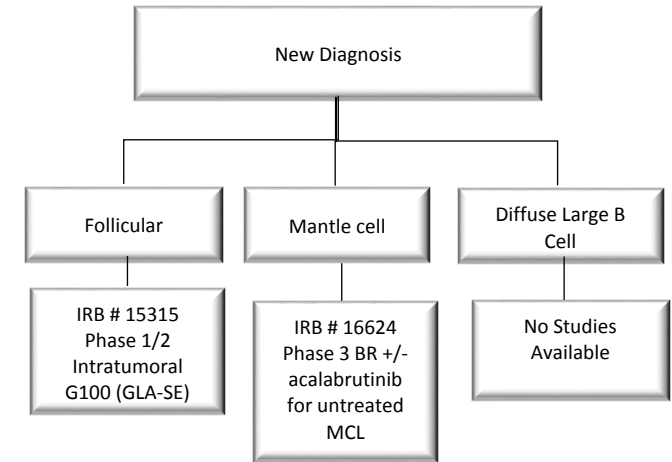 New Diagnosis
Follicular
Mantle cell
Diffuse Large B
Cell
IRB # 15315
Phase 1/2
Intratumoral
G100 (GLA-SE)
IRB # 16624
Phase 3 BR +/-
acalabrutinib
for untreated
MCL
No Studies
Available